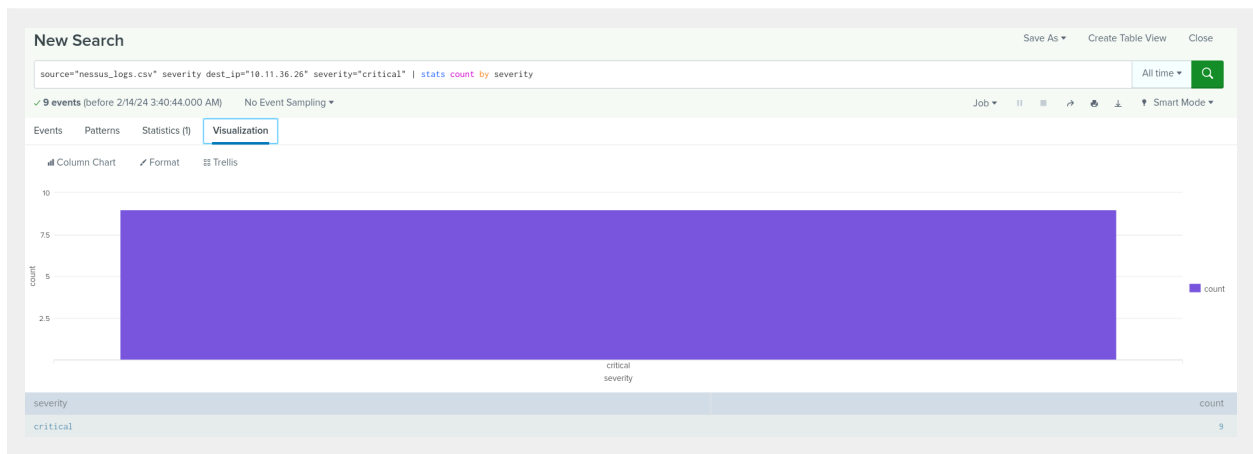 New Search
Save As ▾ Create Table View Close
source="nessus_logs.csv" severity dest_ip="10.11.36.26" severity="critical" | stats count by severity
All time ▾
✓ 9 events (before 2/14/24 3:40:44.000 AM) No Event Sampling ▾
Job ▾ Smart Mode ▾
Events Patterns Statistics (1) Visualization
Column Chart Format Trellis
10
7.5
5
2.5
count
count
critical
severity
severity count
critical 9